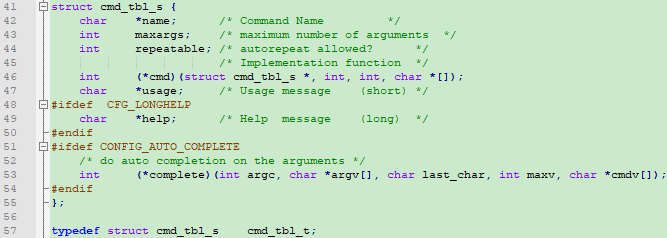 41 struct cmd_tbl_s {
42 char *name; /* Command Name */
43 int maxargs; /* maximum number of arguments */
44 int repeatable; /* autorepeat allowed? */
45 /* Implementation function */
46 int (*cmd)(struct cmd_tbl_s *, int, int, char *[]);
47 char *usage; /* Usage message (short) */
48 #ifdef CFG_LONGHELP
49 char *help; /* Help message (long) */
50 #endif
51 #ifdef CONFIG_AUTO_COMPLETE
52 /* do auto completion on the arguments */
53 int (*complete)(int argc, char *argv[], char last_char, int maxv, char *cmdv[]);
54 #endif
55 };
56
57 typedef struct cmd_tbl_s cmd_tbl_t;